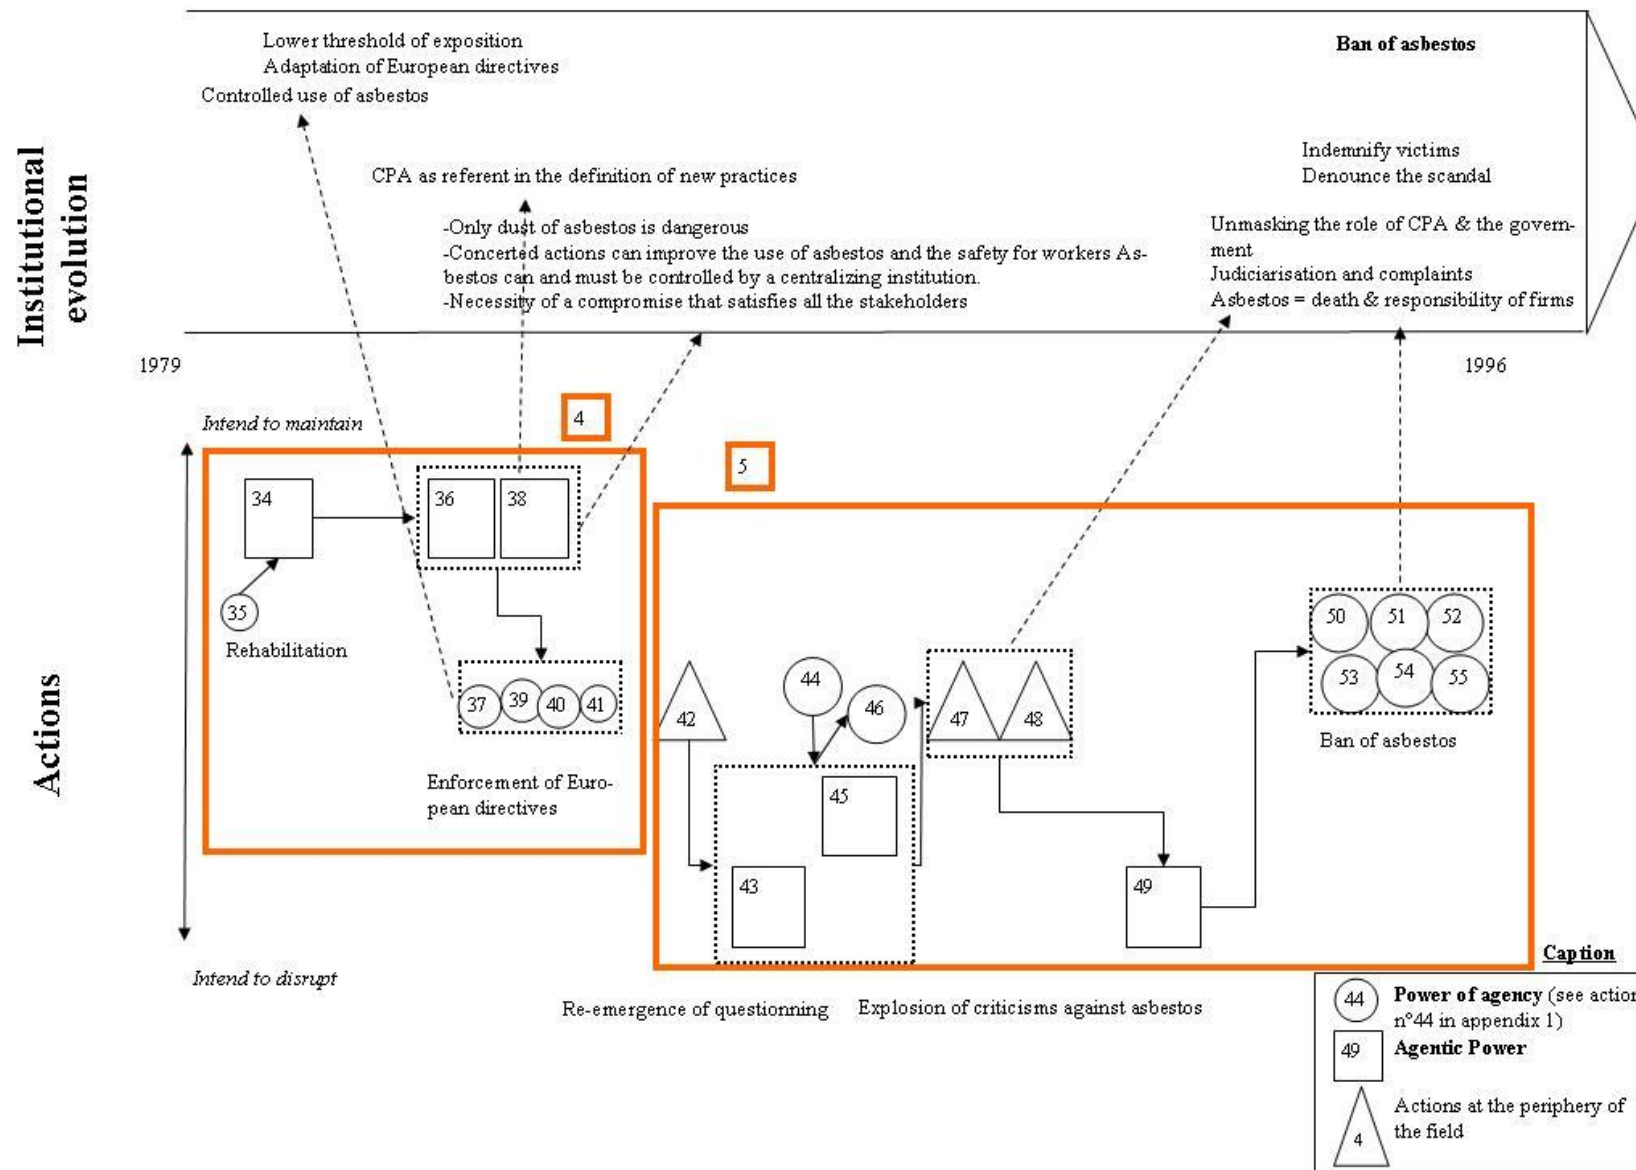 Lower threshold of exposition
Adaptation of European directives
Controlled use of asbestos
Ban of asbestos
Institutional
evolution
CPA as referent in the definition of new practices
-Only dust of asbestos is dangerous
-Concerted actions can improve the use of asbestos and the safety for workers As-
bestos can and must be controlled by a centralizing institution.
-Necessity of a compromise that satisfies all the stakeholders
Indemnify victims
Denounce the scandal
Unmasking the role of CPA & the govern-
ment
Judiciarisation and complaints
Asbestos = death & responsibility of firms
1979
1996
Actions
Intend to maintain
4
5
34
36
38
35
Rehabilitation
37
39
40
41
Enforcement of Euro-
pean directives
42
44
46
45
43
47
48
49
50
51
52
53
54
55
Ban of asbestos
Intend to disrupt
Re-emergence of questionning
Explosion of criticisms against asbestos
Caption
44
Power of agency (see action
n°44 in appendix 1)
49
Agentic Power
4
Actions at the periphery of
the field